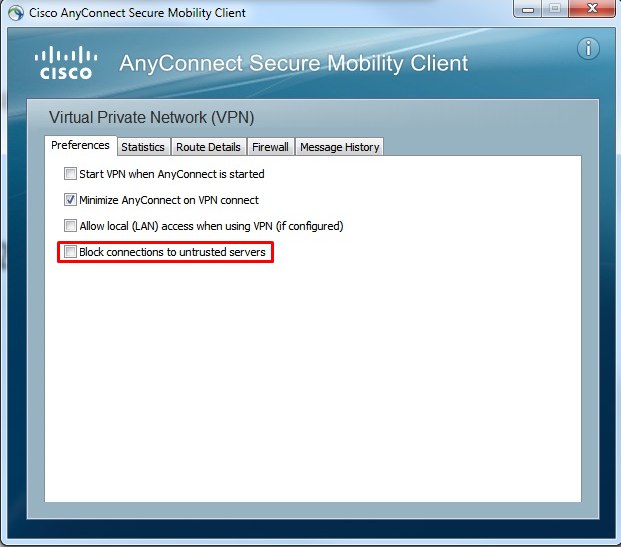 Cisco AnyConnect Secure Mobility Client
CISCO AnyConnect Secure Mobility Client
Virtual Private Network (VPN)
Preferences Statistics Route Details Firewall Message History
Start VPN when AnyConnect is started
Minimize AnyConnect on VPN connect
Allow local (LAN) access when using VPN (if configured)
Block connections to untrusted servers